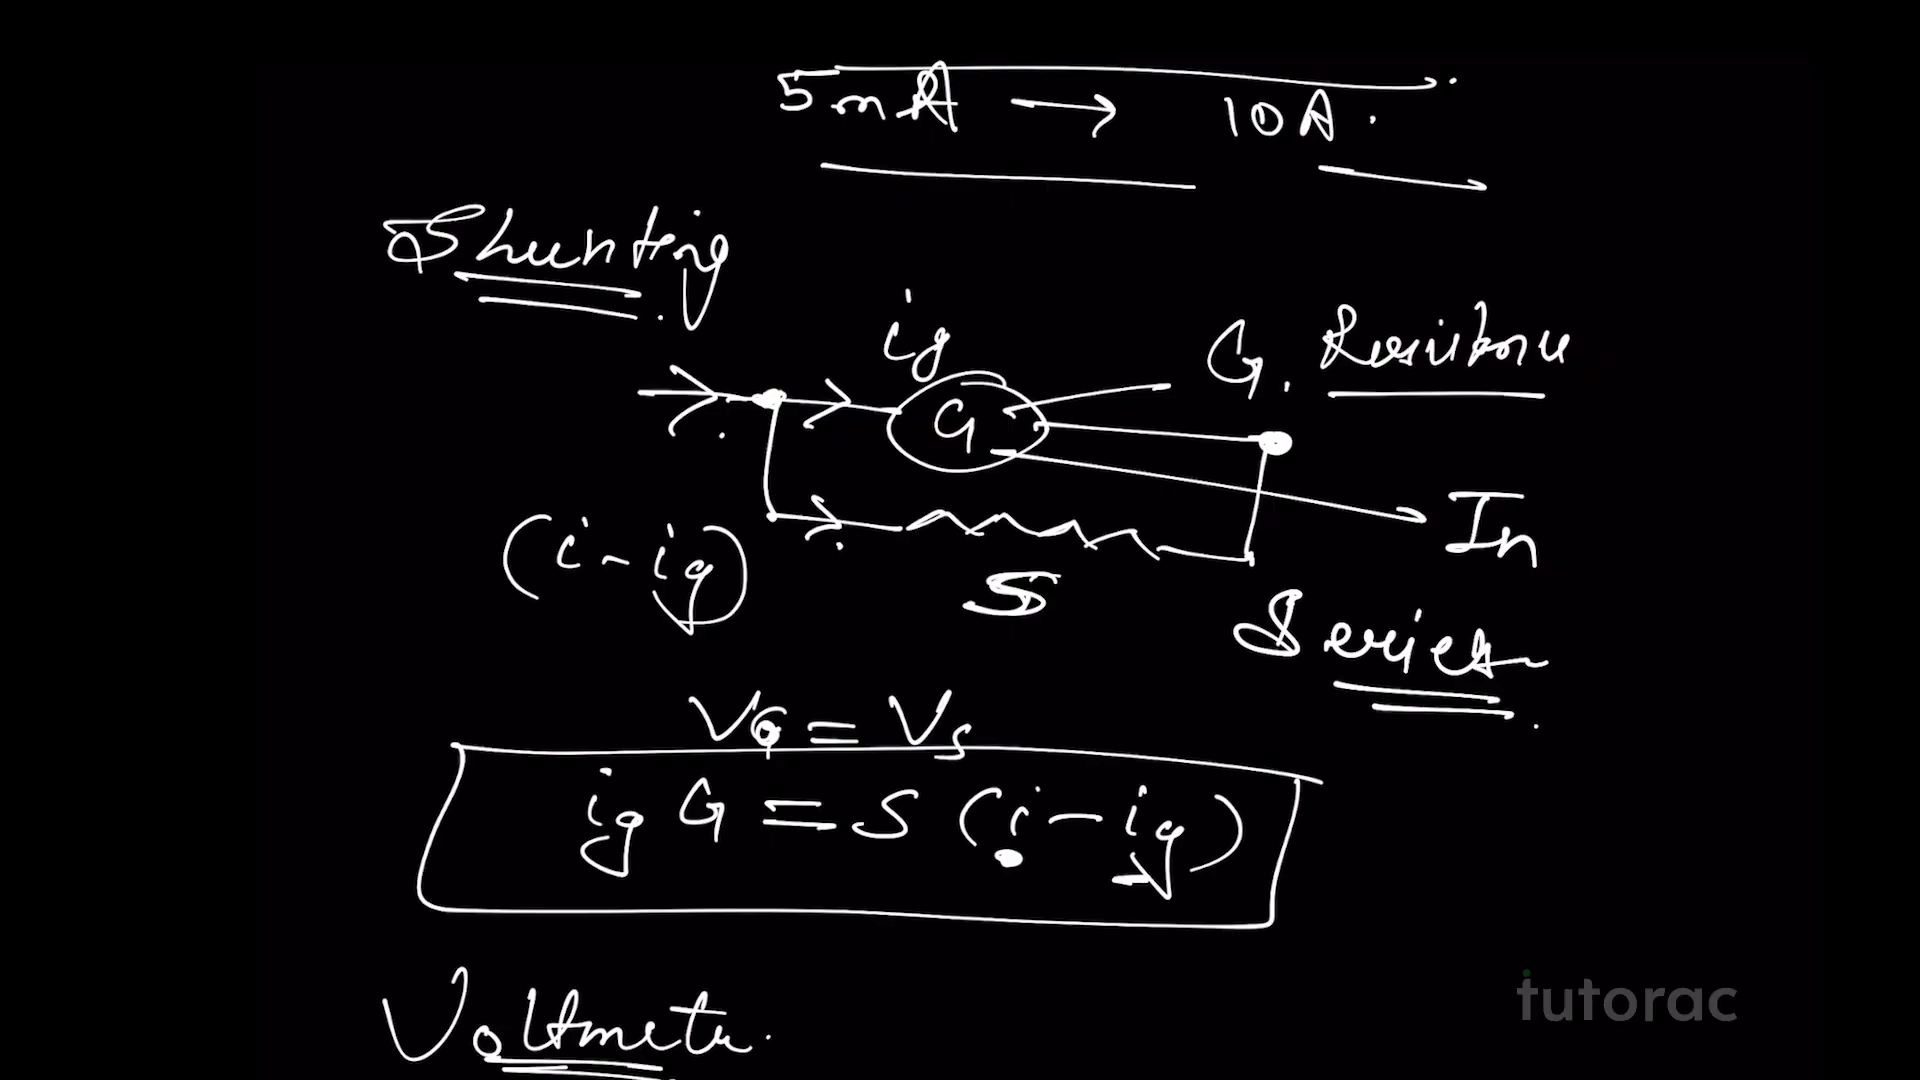 5mA → 10A.
Shunting
ig
G. Resistance
G
In
(i-ig)
S
Series
VG = Vs
ig G = S (i-ig)
Voltmeter.
tutorac